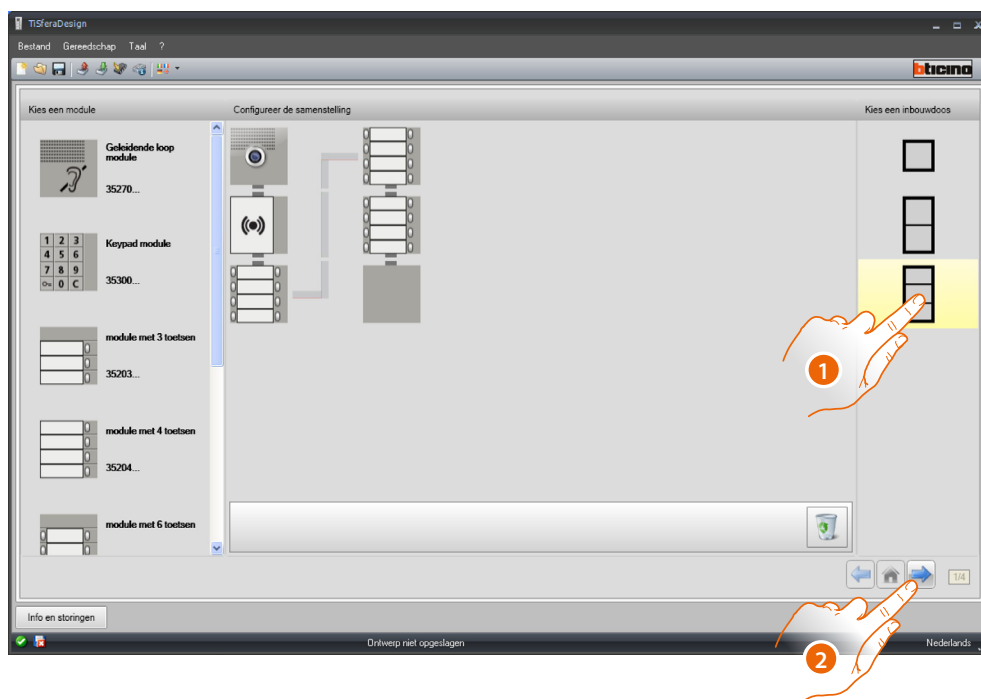 TiSferaDesign
Bestand Gereedschap Taal ?
bticino
Kies een module
Configureer de samenstelling
Kies een inbouwdoos
Geleidende loop
module
35270...
1 2 3
4 5 6
7 8 9
0 C
Keypad module
35300...
module met 3 toetsen
35203...
module met 4 toetsen
35204...
module met 6 toetsen
1
1/4
Info en storingen
2
Ontwerp niet opgeslagen
Nederlands